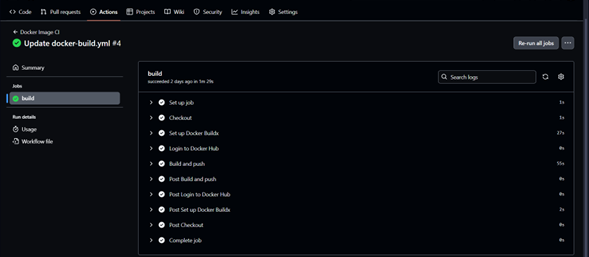 Code Pull requests Actions Projects Wiki Security Insights Settings
Docker Image CI
Update docker-build.yml #4
Re-run all jobs
Summary
Jobs
build
Run details
Usage
Workflow file
build
succeeded 2 days ago in 1m 29s
Search logs
Set up job 1s
Checkout 1s
Set up Docker Buildx 27s
Login to Docker Hub 0s
Build and push 55s
Post Build and push 0s
Post Login to Docker Hub 0s
Post Set up Docker Buildx 2s
Post Checkout 0s
Complete job 0s